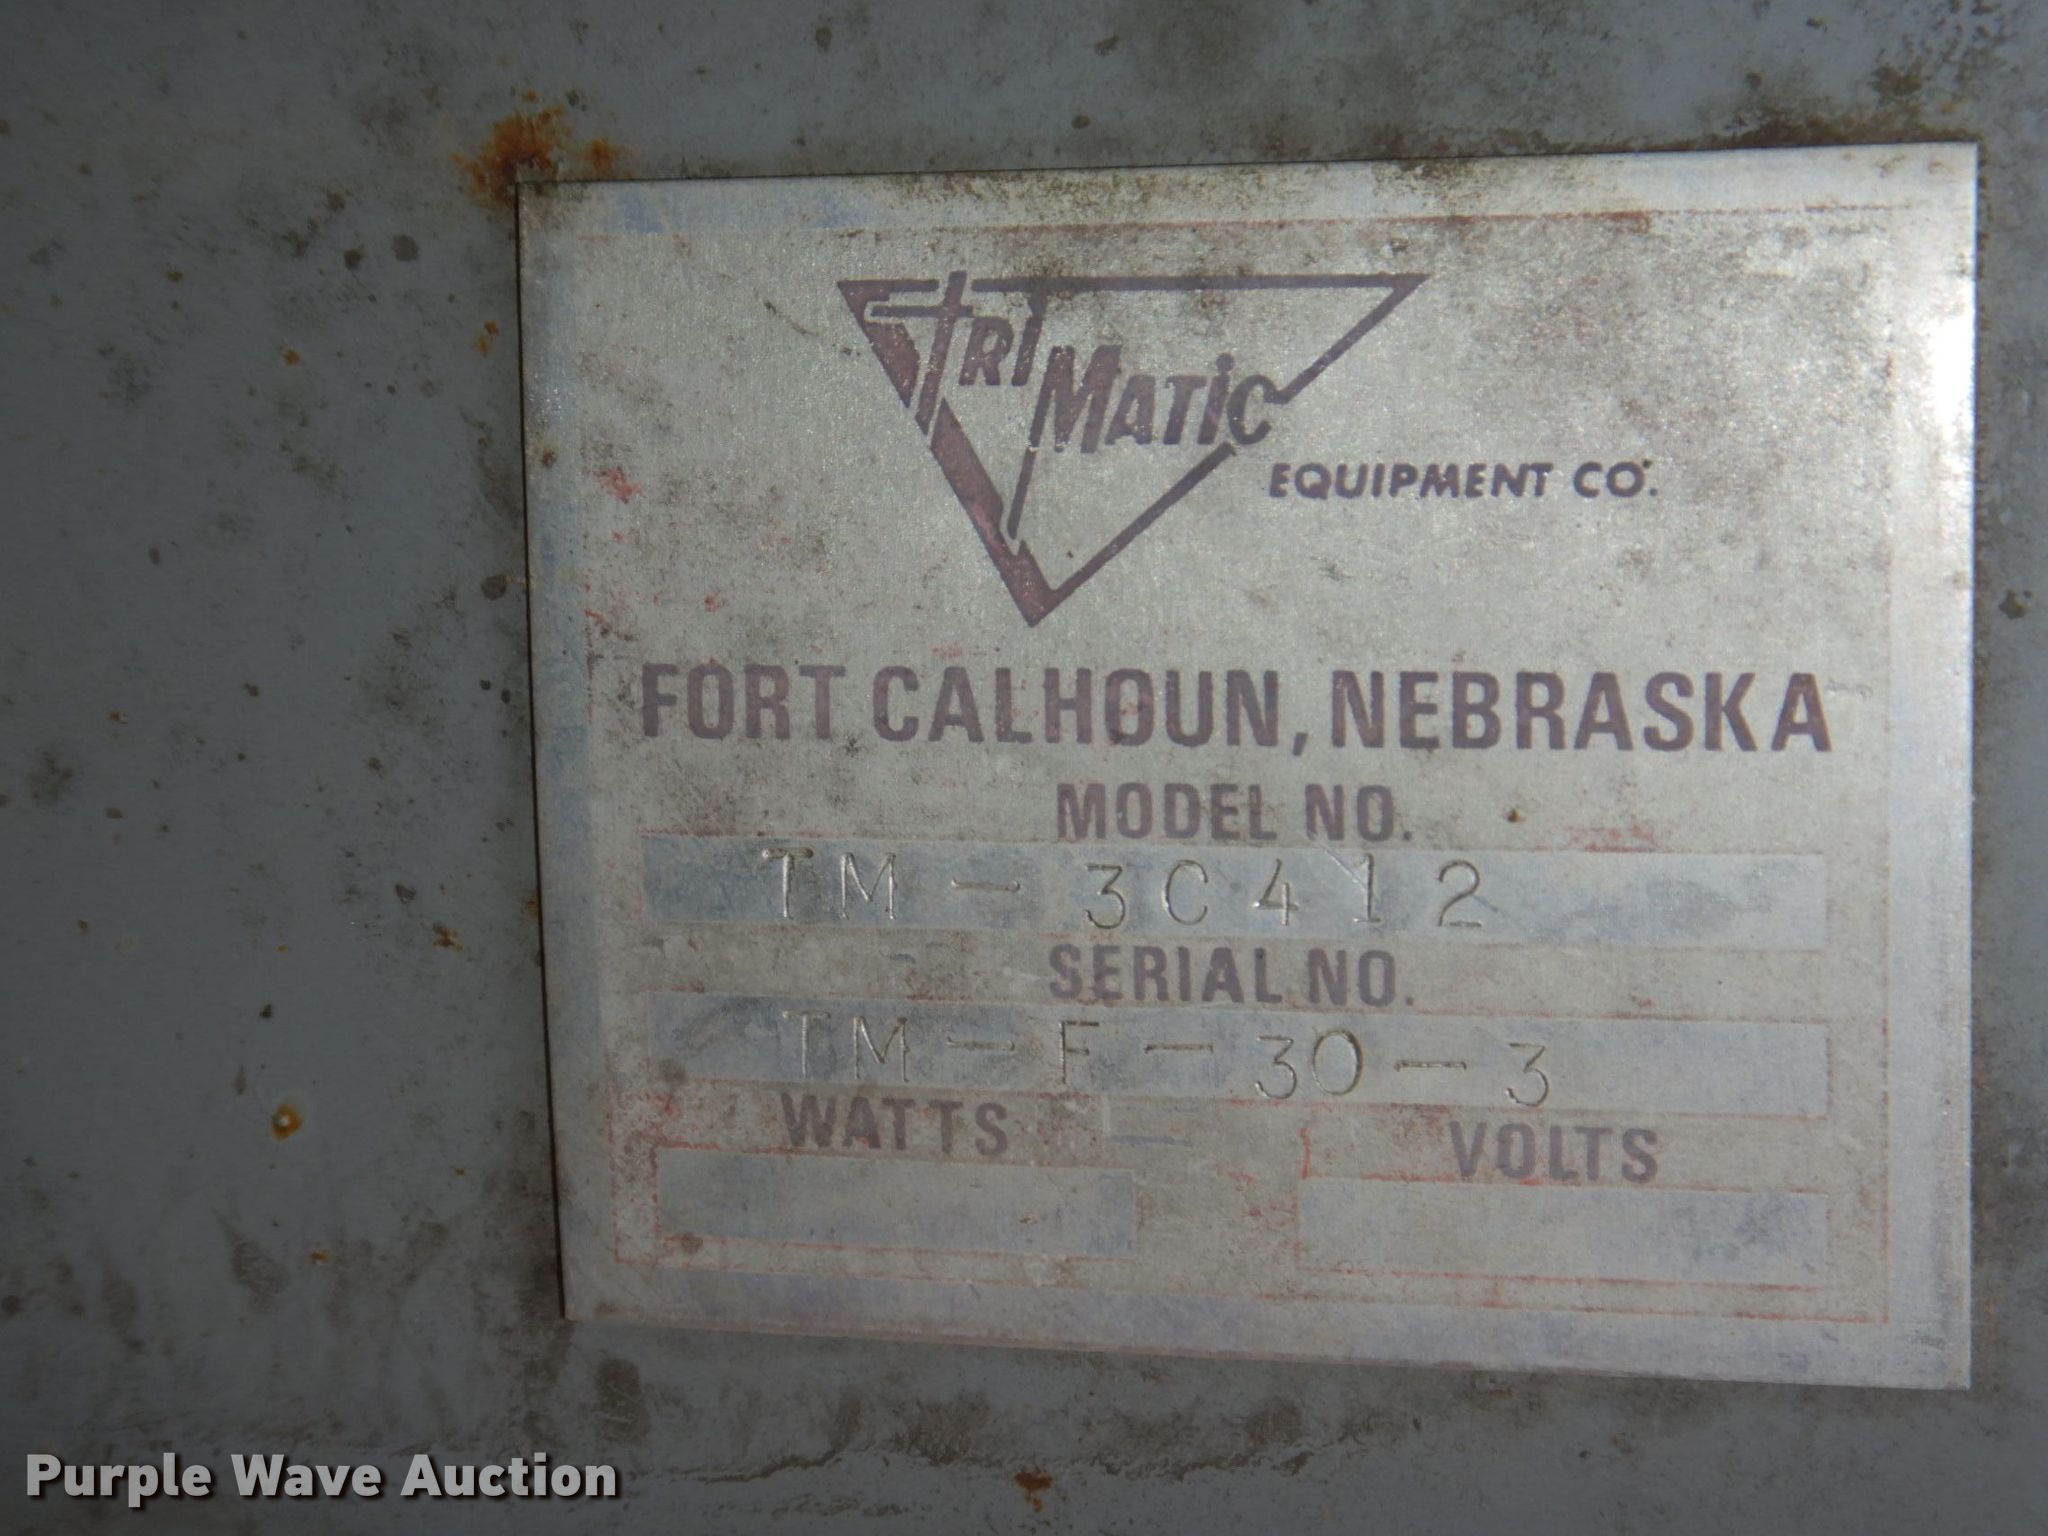 TRI MATIC
EQUIPMENT CO.
FORT CALHOUN, NEBRASKA
MODEL NO.
TM-3C412
SERIAL NO.
TM-F-30-3
WATTS VOLTS
Purple Wave Auction